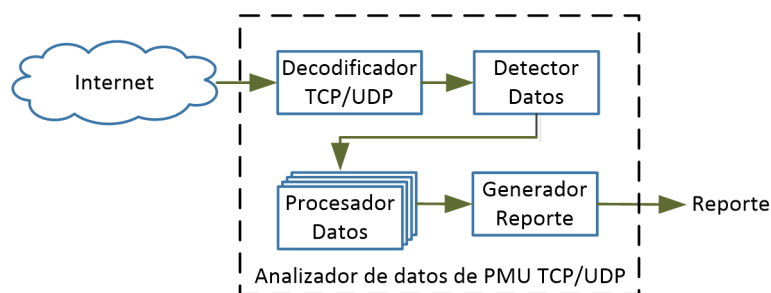 Internet
Decodificador
TCP/UDP
Detector
Datos
Procesador
Datos
Generador
Reporte
Reporte
Analizador de datos de PMU TCP/UDP